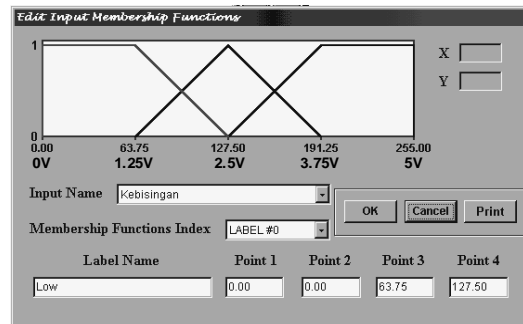 Edit Input Membership Functions
1
X
Y
0
0.00 63.75 127.50 191.25 255.00
0V 1.25V 2.5V 3.75V 5V
Input Name Kebisingan
OK Cancel Print
Membership Functions Index LABEL #0
Label Name Point 1 Point 2 Point 3 Point 4
Low 0.00 0.00 63.75 127.50